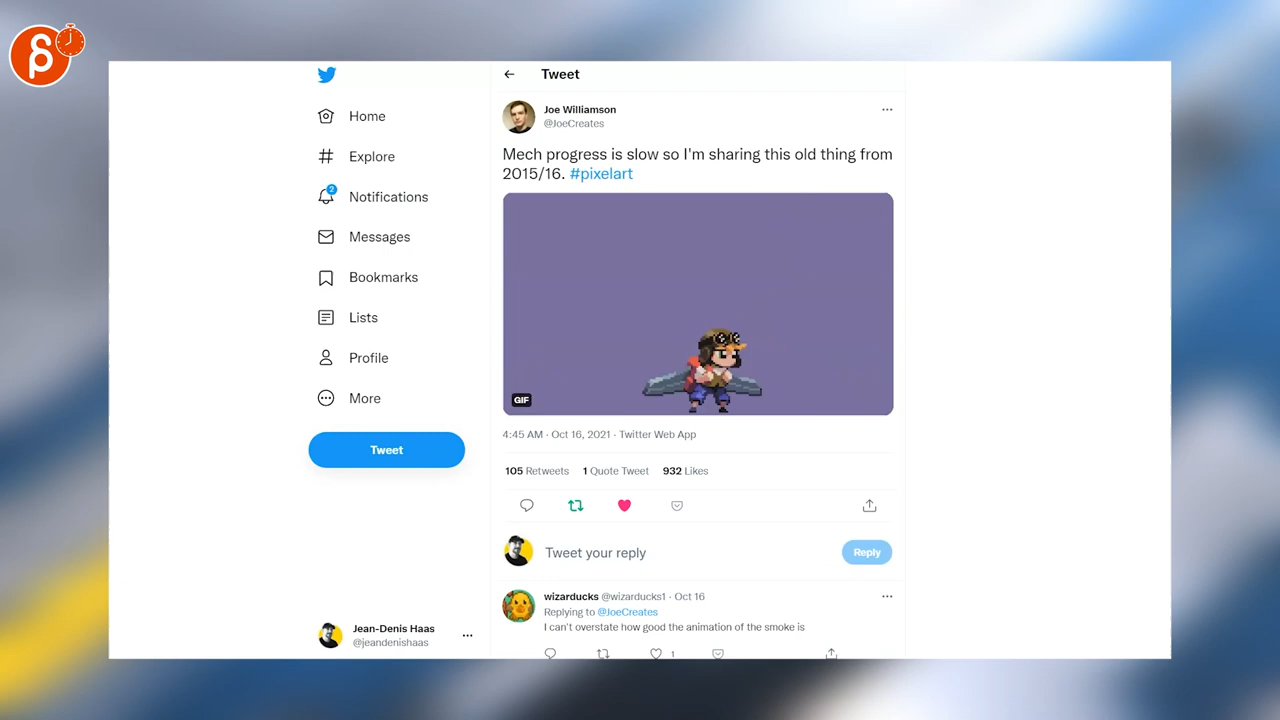 Tweet
Joe Williamson
@JoeCreates
Home
Explore
2
Notifications
Messages
Bookmarks
Lists
Profile
More
Tweet
Mech progress is slow so I'm sharing this old thing from
2015/16. #pixelart
GIF
4:45 AM · Oct 16, 2021 · Twitter Web App
105 Retweets 1 Quote Tweet 932 Likes
Tweet your reply
Reply
wizarducks @wizarducks1 · Oct 16
Replying to @JoeCreates
I can't overstate how good the animation of the smoke is
1
Jean-Denis Haas
@jeandenishaas